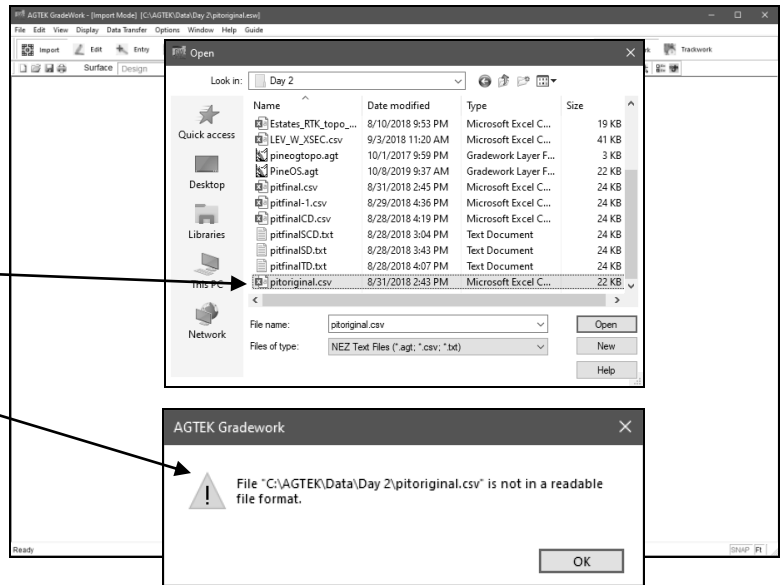 AGTEK GradeWork - [Import Mode] [C:\AGTEK\Data\Day 2\pitoriginal.esw]
File Edit View Display Data Transfer Options Window Help Guide
Import Edit Entry Trackwork
Surface Design
Open
Look in: Day 2
Name Date modified Type Size
Estates_RTK_topo_... 8/10/2018 9:53 PM Microsoft Excel C... 19 KB
LEV_W_XSEC.csv 9/3/2018 11:20 AM Microsoft Excel C... 41 KB
pineogtopo.agt 10/1/2017 9:59 PM Gradework Layer F... 3 KB
PineOS.agt 10/8/2019 9:37 AM Gradework Layer F... 22 KB
pitfinal.csv 8/31/2018 2:45 PM Microsoft Excel C... 24 KB
pitfinal-1.csv 8/29/2018 4:36 PM Microsoft Excel C... 24 KB
pitfinalCD.csv 8/28/2018 4:19 PM Microsoft Excel C... 24 KB
pitfinalSCD.txt 8/28/2018 3:04 PM Text Document 24 KB
pitfinalSD.txt 8/28/2018 3:43 PM Text Document 24 KB
pitfinalTD.txt 8/28/2018 4:07 PM Text Document 24 KB
pitoriginal.csv 8/31/2018 2:43 PM Microsoft Excel C... 22 KB
Quick access
Desktop
Libraries
This PC
Network
File name: pitoriginal.csv Open
Files of type: NEZ Text Files (*.agt; *.csv; *.txt) New
Help
AGTEK Gradework
File "C:\AGTEK\Data\Day 2\pitoriginal.csv" is not in a readable
file format.
OK
Ready SNAP Ft